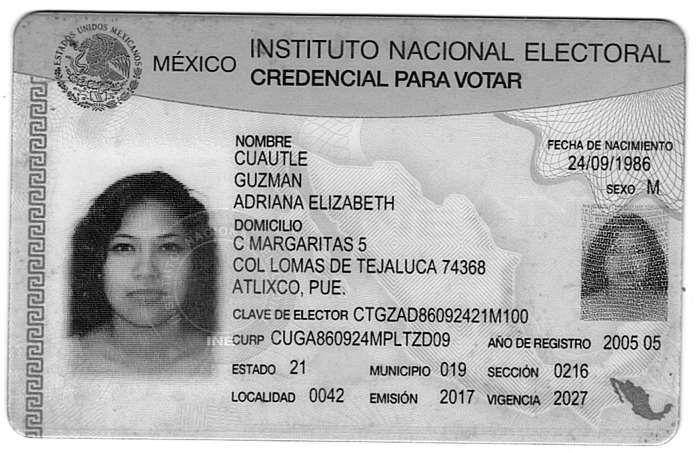 ESTADOS UNIDOS MEXICANOS
MÉXICO INSTITUTO NACIONAL ELECTORAL
CREDENCIAL PARA VOTAR
NOMBRE
CUAUTLE
GUZMAN
ADRIANA ELIZABETH
FECHA DE NACIMIENTO
24/09/1986
SEXO M
DOMICILIO
C MARGARITAS 5
COL LOMAS DE TEJALUCA 74368
ATLIXCO, PUE.
CLAVE DE ELECTOR CTGZAD86092421M100
CURP CUGA860924MPLTZD09 AÑO DE REGISTRO 2005 05
ESTADO 21 MUNICIPIO 019 SECCIÓN 0216
LOCALIDAD 0042 EMISIÓN 2017 VIGENCIA 2027